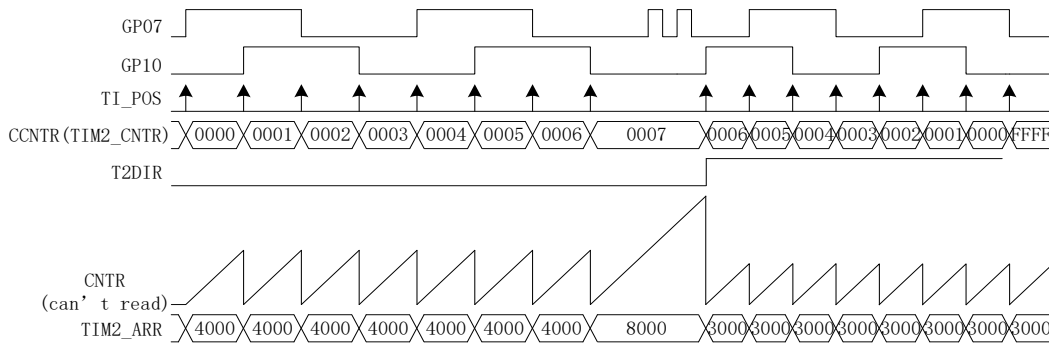 GP07
GP10
TI_POS
CCNTR(TIM2_CNTR) 0000 0001 0002 0003 0004 0005 0006 0007 0006 0005 0004 0003 0002 0001 0000 FFFF
T2DIR
CNTR
(can't read)
TIM2_ARR 4000 4000 4000 4000 4000 4000 4000 8000 3000 3000 3000 3000 3000 3000 3000 3000